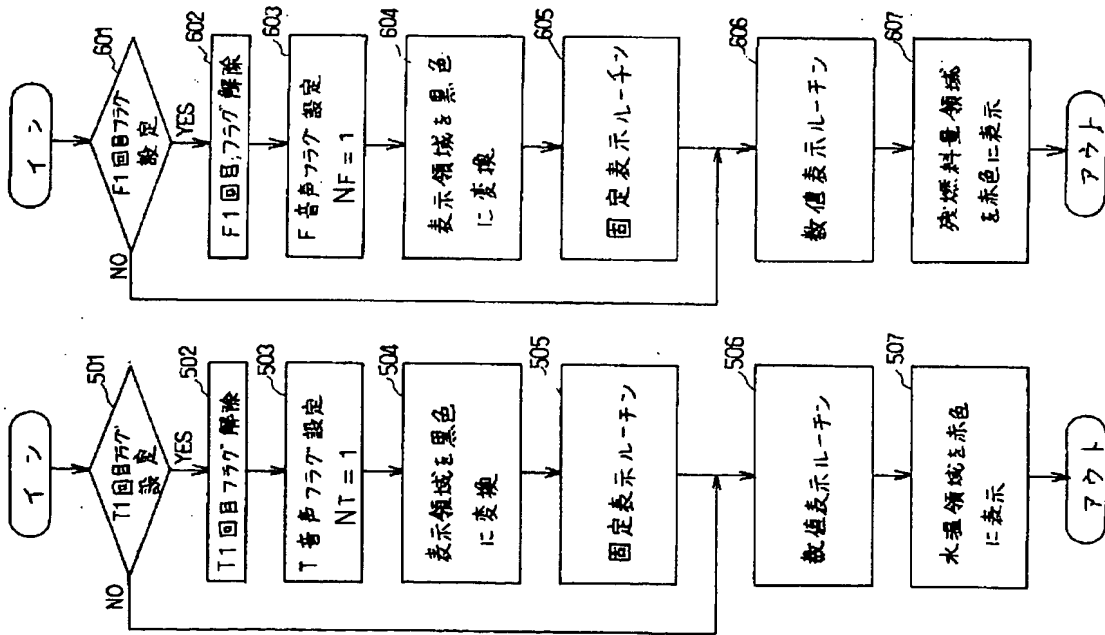 イン
601
F1回目フラグ
設定
YES
NO
602
F1回目フラグ解除
603
F音声フラグ設定
NF=1
604
表示領域を黒色
に変換
605
固定表示ルーチン
606
数値表示ルーチン
607
残燃料量領域
を赤色に表示
アウト
イン
501
T1回目フラグ
設定
YES
NO
502
T1回目フラグ解除
503
T音声フラグ設定
NT=1
504
表示領域を黒色
に変換
505
固定表示ルーチン
506
数値表示ルーチン
507
水温領域を赤色
に表示
アウト